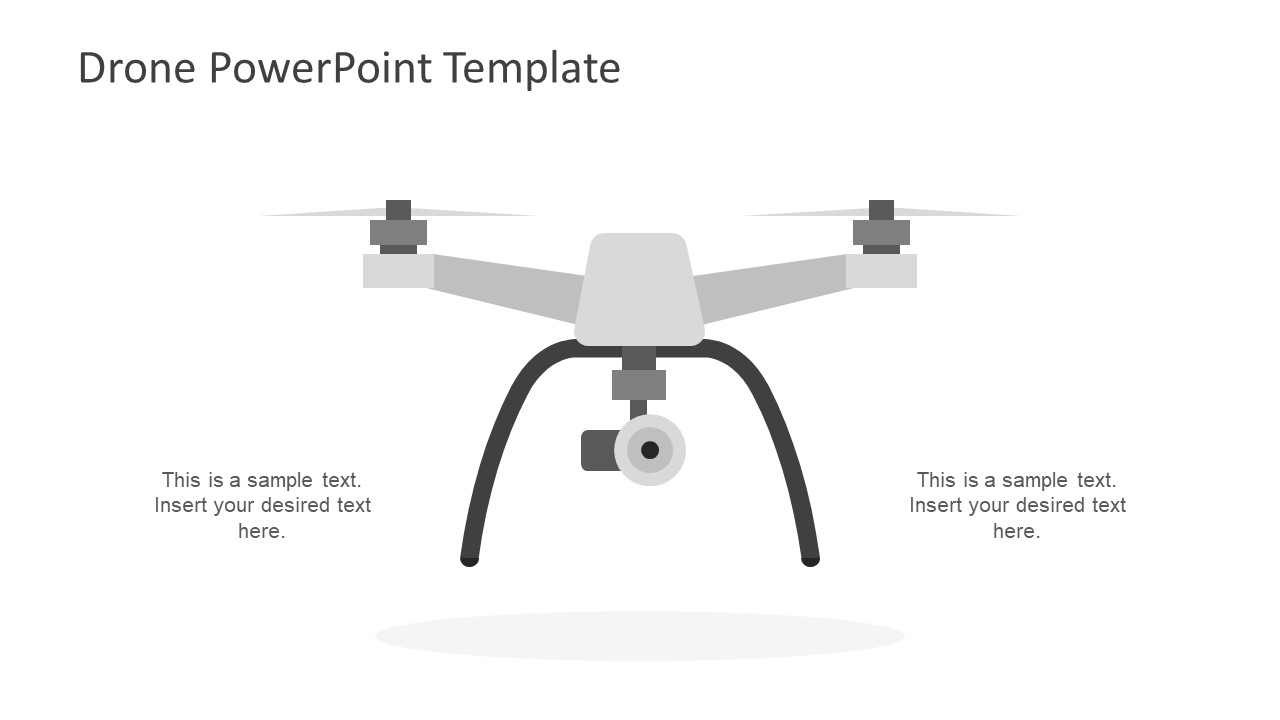 Drone PowerPoint Template
This is a sample text.
Insert your desired text
here.
This is a sample text.
Insert your desired text
here.